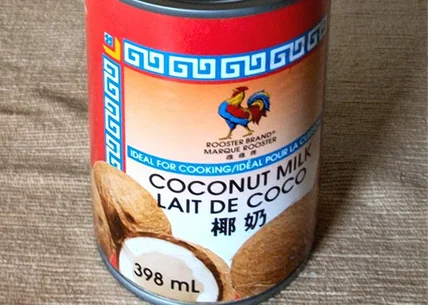 ROOSTER BRAND®
MARQUE ROOSTER
IDEAL FOR COOKING/IDÉAL POUR LA CUISINE
COCONUT MILK
LAIT DE COCO
椰奶
398 mL